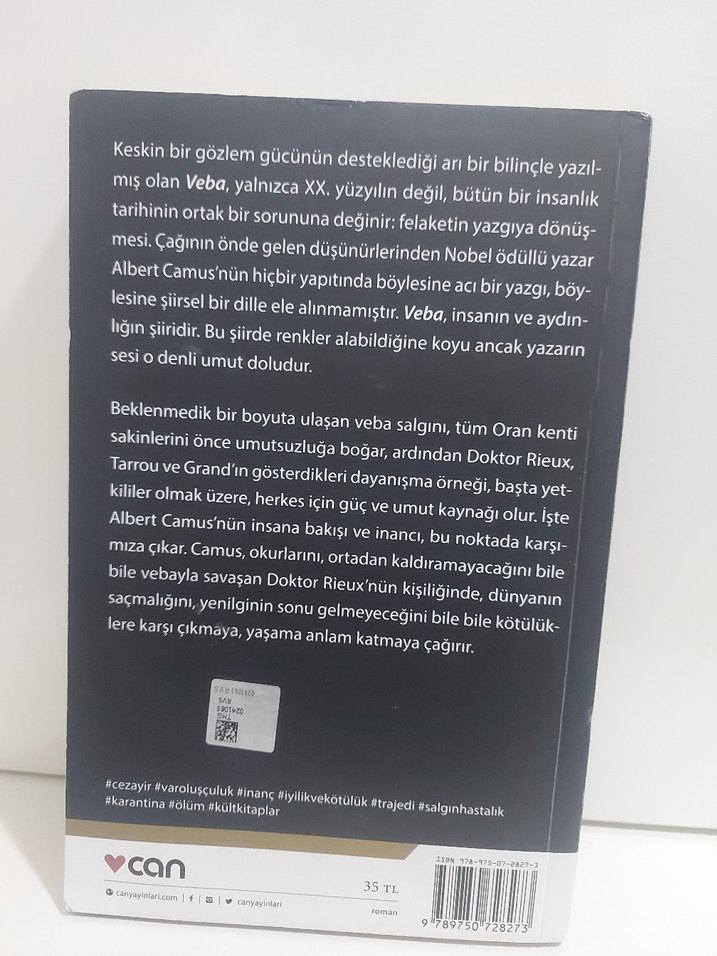 Keskin bir gözlem gücünün desteklediği arı bir bilinçle yazıl-
mış olan Veba, yalnızca XX. yüzyılın değil, bütün bir insanlık
tarihinin ortak bir sorununa değinir: felaketin yazgıya dönüş-
mesi. Çağının önde gelen düşünürlerinden Nobel ödüllü yazar
Albert Camus'nün hiçbir yapıtında böylesine acı bir yazgı, böy-
lesine şiirsel bir dille ele alınmamıştır. Veba, insanın ve aydın-
lığın şiiridir. Bu şiirde renkler alabildiğine koyu ancak yazarın
sesi o denli umut doludur.
Beklenmedik bir boyuta ulaşan veba salgını, tüm Oran kenti
sakinlerini önce umutsuzluğa boğar, ardından Doktor Rieux,
Tarrou ve Grand'ın gösterdikleri dayanışma örneği, başta yet-
kililer olmak üzere, herkes için güç ve umut kaynağı olur. İşte
Albert Camus'nün insana bakışı ve inancı, bu noktada karşı-
mıza çıkar. Camus, okurlarını, ortadan kaldıramayacağını bile
bile vebayla savaşan Doktor Rieux'nün kişiliğinde, dünyanın
saçmalığını, yenilginin sonu gelmeyeceğini bile bile kötülük-
lere karşı çıkmaya, yaşama anlam katmaya çağırır.
0241065 RVS
RVS
0241065
THG
#cezayir #varoluşçuluk #inanç #iyilikvekötülük #trajedi #salgınhastalık
#karantina #ölüm #kültkitaplar
can
canyayinlari.com | f | | canyayinlari
35 TL
roman
ISBN 978-975-07-2827-3
9 789750 728273